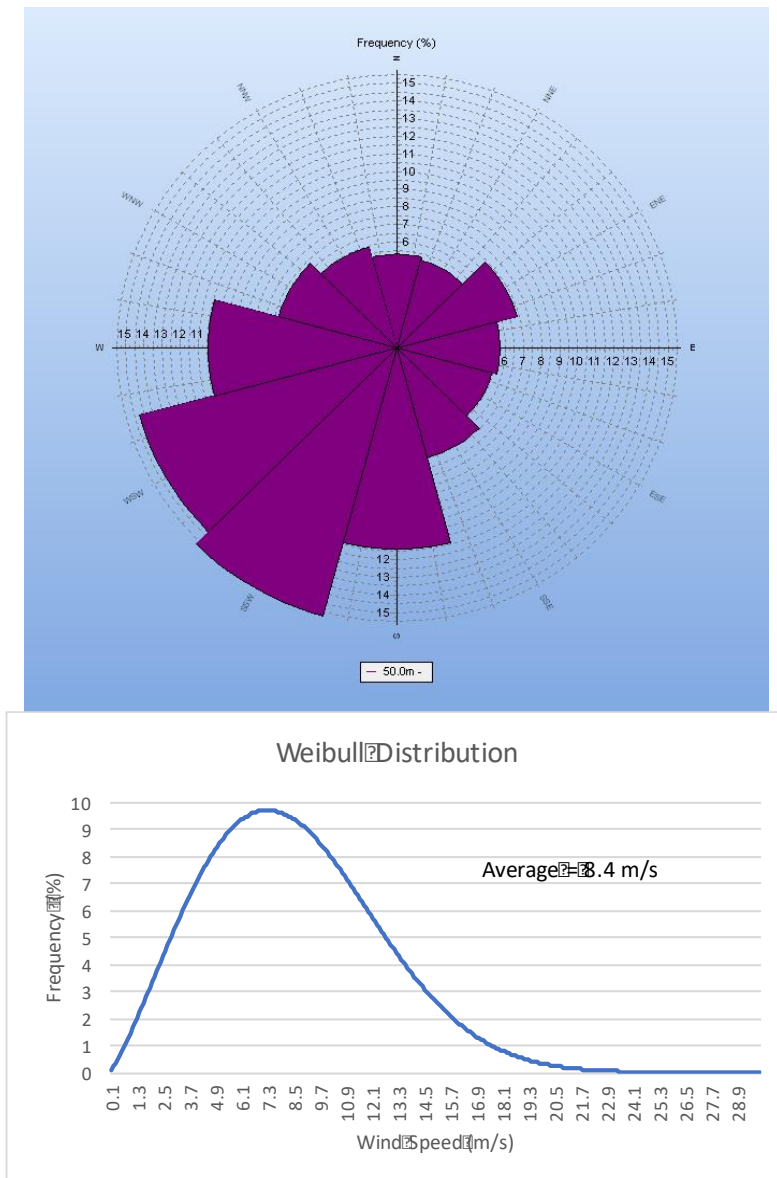 Frequency (%)
N
NNW
NNE
15
14
13
12
11
10
9
8
7
6
WNW
ENE
W
15 14 13 12 11
6 7 8 9 10 11 12 13 14 15
E
WSW
ESE
12
13
14
15
SSW
SSE
S
50.0m -
Weibull Distribution
Average = 8.4 m/s
Frequency (%)
10
9
8
7
6
5
4
3
2
1
0
0.1 1.3 2.5 3.7 4.9 6.1 7.3 8.5 9.7 10.9 12.1 13.3 14.5 15.7 16.9 18.1 19.3 20.5 21.7 22.9 24.1 25.3 26.5 27.7 28.9
Wind Speed (m/s)